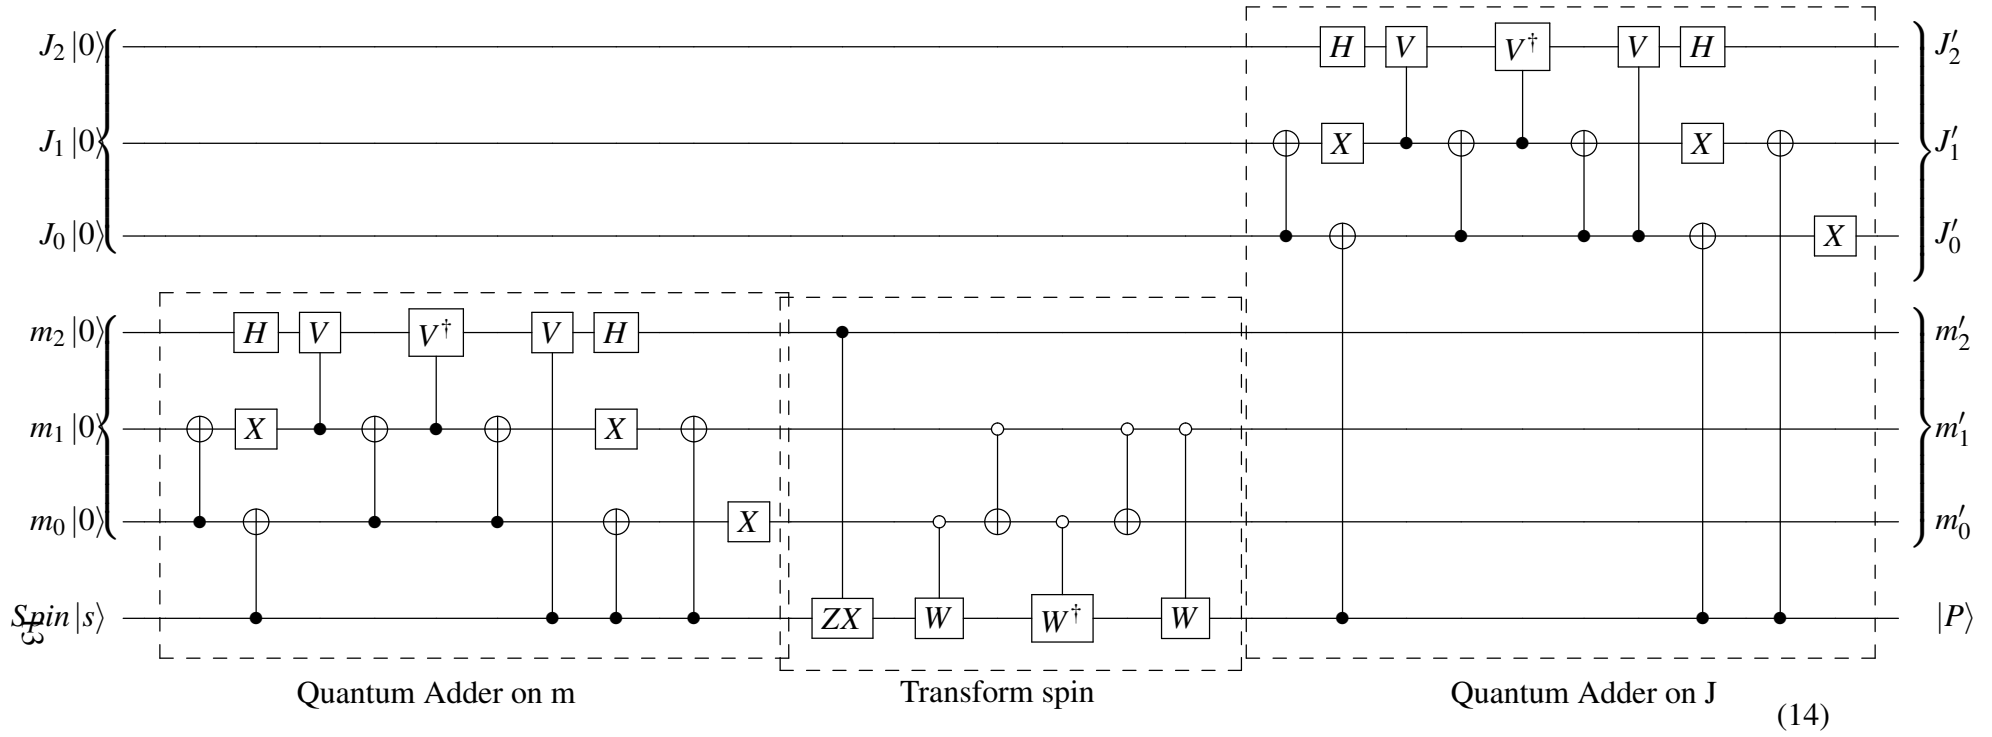 J₂ |0⟩ H V V† V H J′₂
J₁ |0⟩ X X J′₁
J₀ |0⟩ X J′₀
m₂ |0⟩ H V V† V H m′₂
m₁ |0⟩ X X m′₁
m₀ |0⟩ X m′₀
Spin |s⟩ ZX W W† W |P⟩
13
Quantum Adder on m Transform spin Quantum Adder on J
(14)